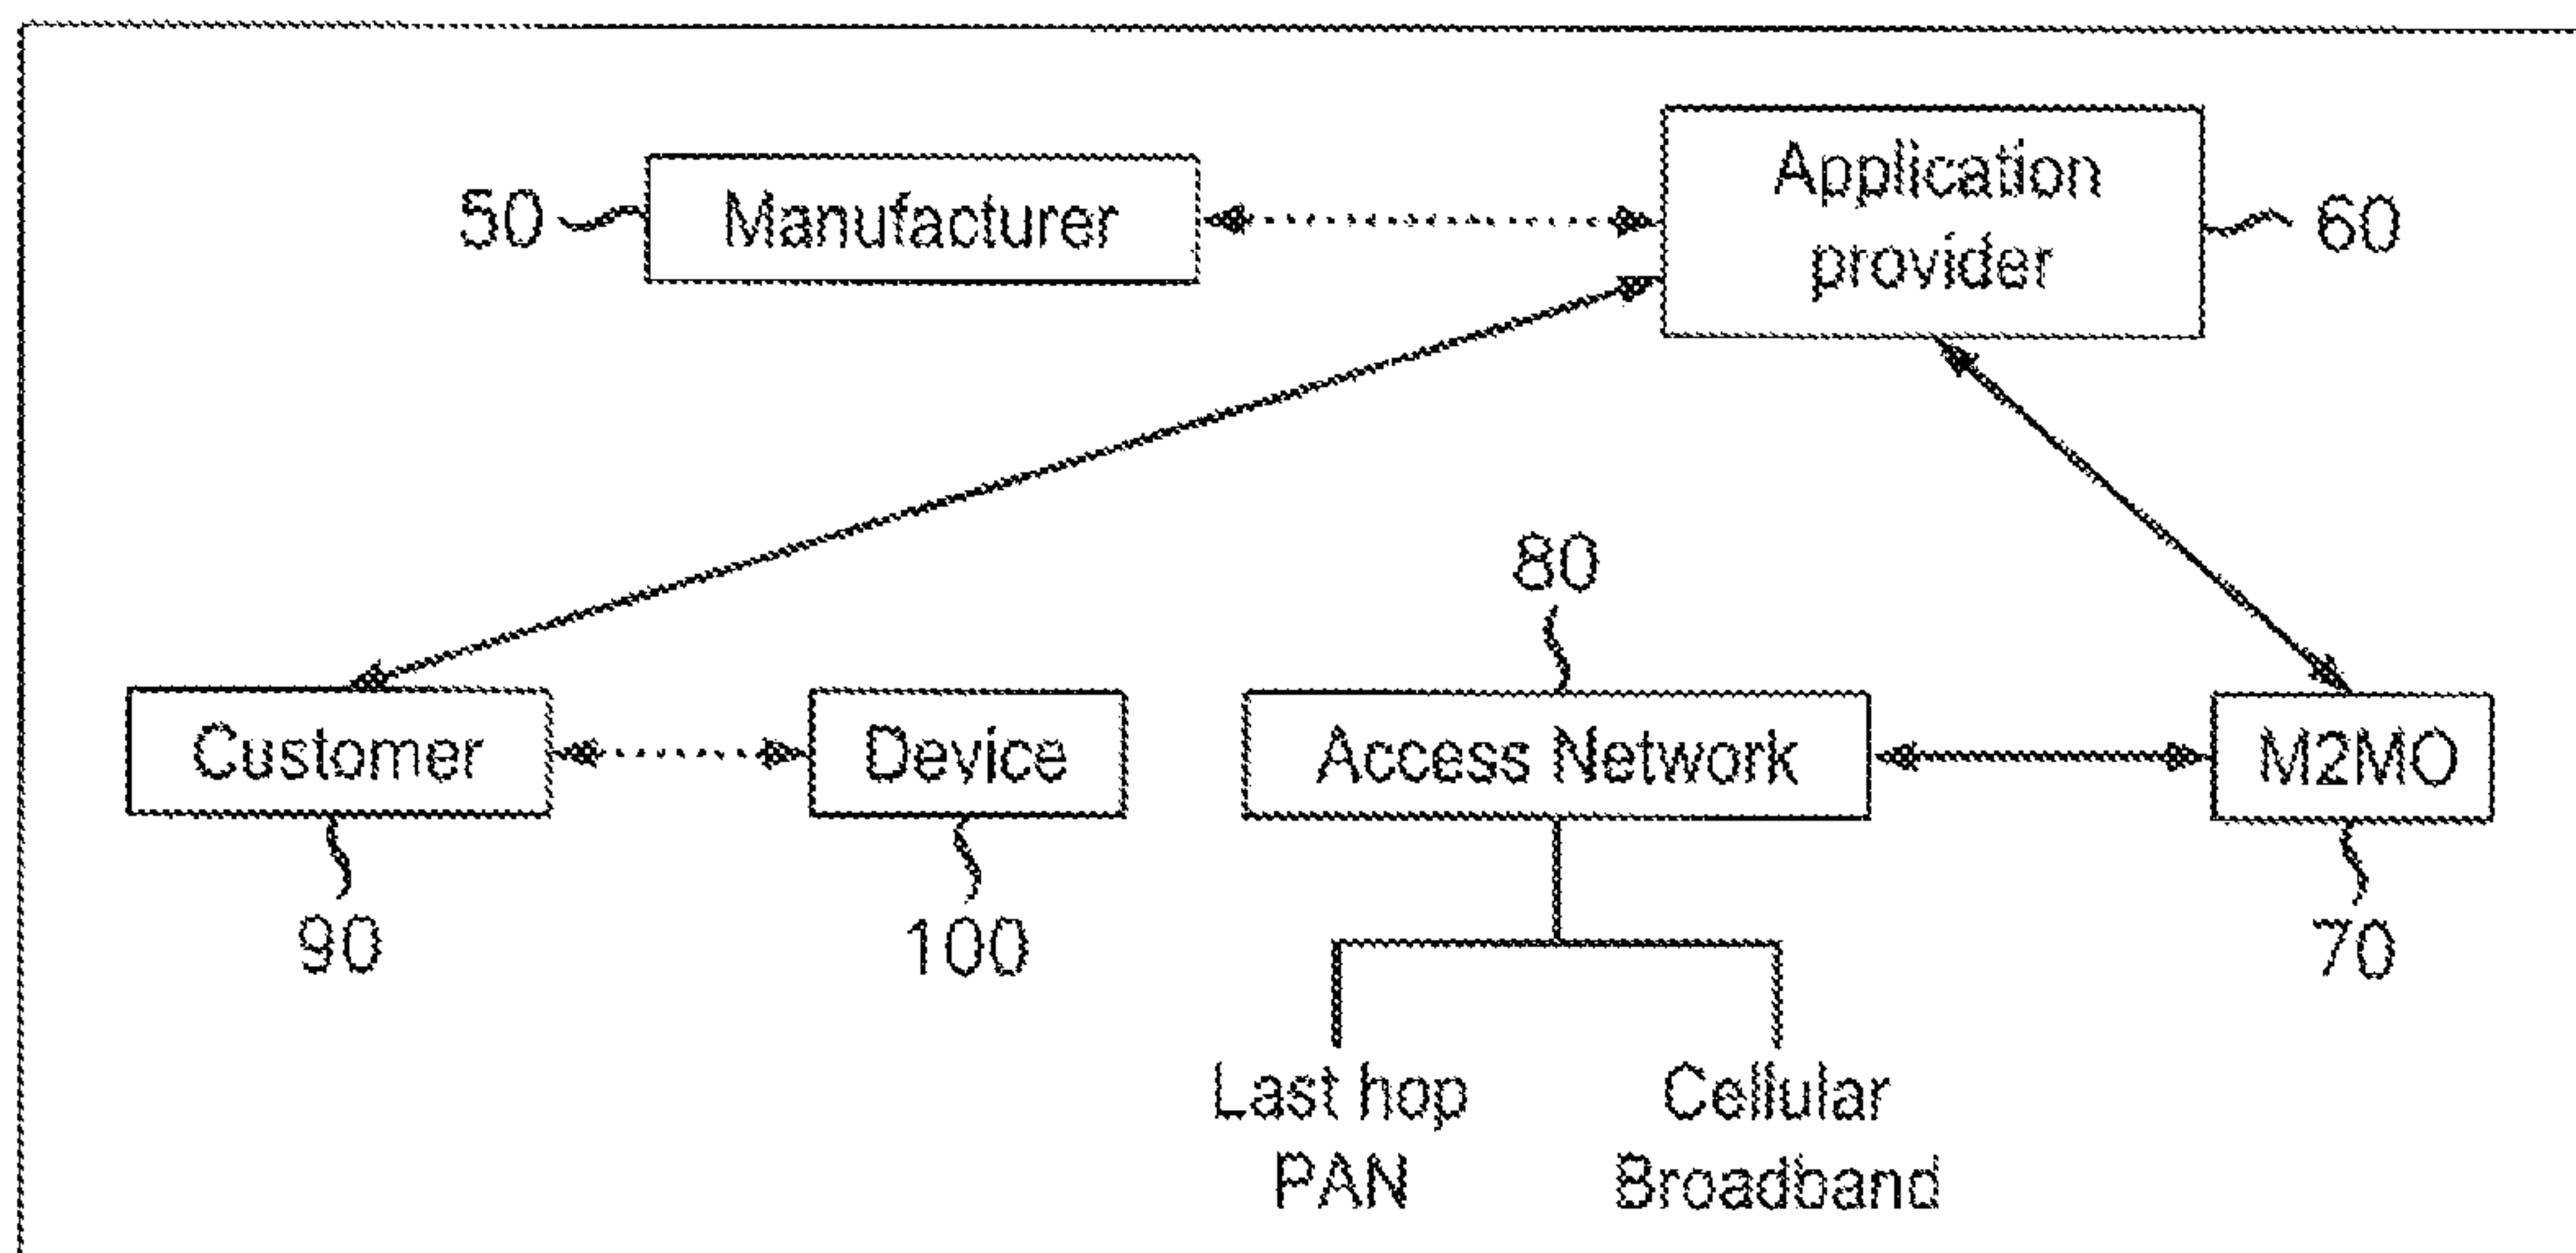 50
Manufacturer
Application
provider
60
80
Customer
Device
Access Network
M2MO
90
100
70
Last hop
PAN
Cellular
Broadband